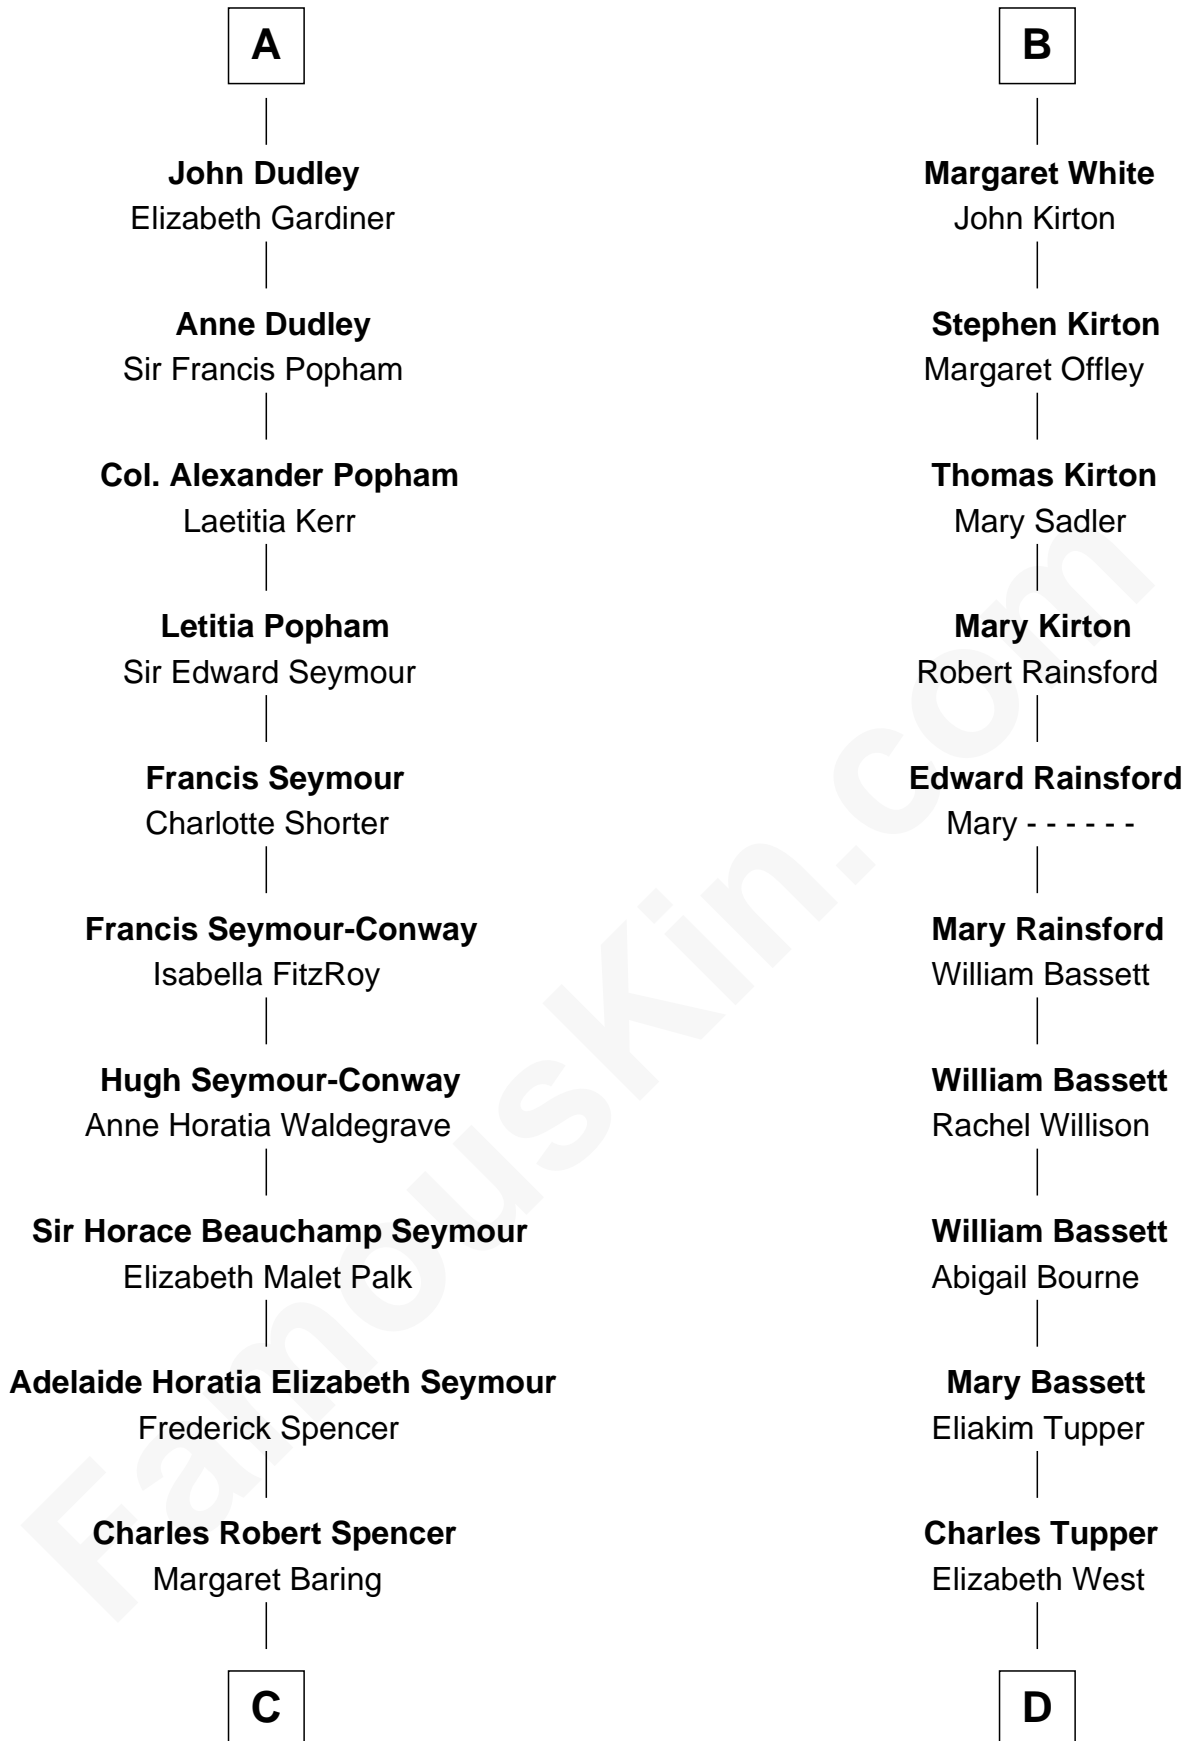 A
John Dudley
Elizabeth Gardiner
Anne Dudley
Sir Francis Popham
Col. Alexander Popham
Laetitia Kerr
Letitia Popham
Sir Edward Seymour
Francis Seymour
Charlotte Shorter
Francis Seymour-Conway
Isabella FitzRoy
Hugh Seymour-Conway
Anne Horatia Waldegrave
Sir Horace Beauchamp Seymour
Elizabeth Malet Palk
Adelaide Horatia Elizabeth Seymour
Frederick Spencer
Charles Robert Spencer
Margaret Baring
C
B
Margaret White
John Kirton
Stephen Kirton
Margaret Offley
Thomas Kirton
Mary Sadler
Mary Kirton
Robert Rainsford
Edward Rainsford
Mary - - - - - -
Mary Rainsford
William Bassett
William Bassett
Rachel Willison
William Bassett
Abigail Bourne
Mary Bassett
Eliakim Tupper
Charles Tupper
Elizabeth West
D
FamousKin.com